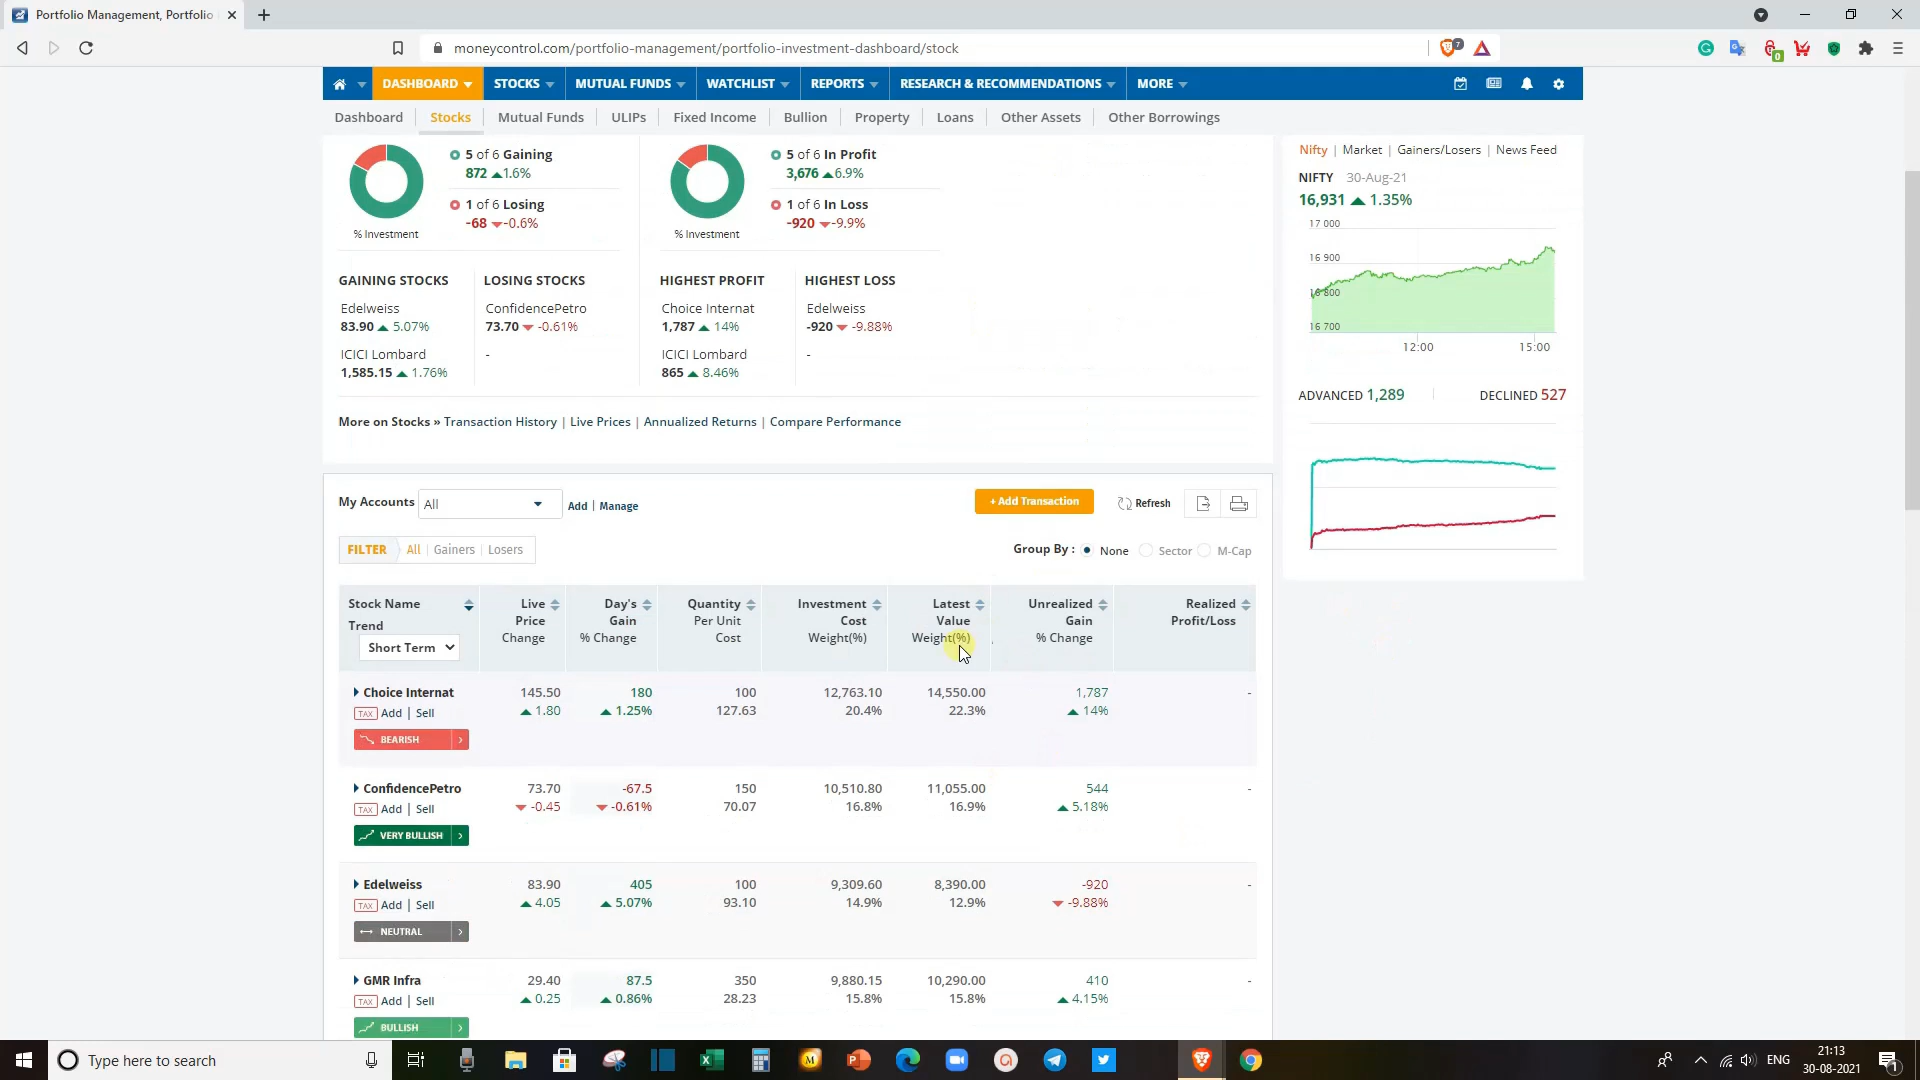 Portfolio Management, Portfolio
moneycontrol.com/portfolio-management/portfolio-investment-dashboard/stock
7
0
DASHBOARD STOCKS MUTUAL FUNDS WATCHLIST REPORTS RESEARCH & RECOMMENDATIONS MORE
Dashboard Stocks Mutual Funds ULIPs Fixed Income Bullion Property Loans Other Assets Other Borrowings
5 of 6 Gaining
872 1.6%
1 of 6 Losing
-68 -0.6%
% Investment
5 of 6 In Profit
3,676 6.9%
1 of 6 In Loss
-920 -9.9%
% Investment
GAINING STOCKS
Edelweiss
83.90 5.07%
ICICI Lombard
1,585.15 1.76%
LOSING STOCKS
ConfidencePetro
73.70 -0.61%
-
HIGHEST PROFIT
Choice Internat
1,787 14%
ICICI Lombard
865 8.46%
HIGHEST LOSS
Edelweiss
-920 -9.88%
-
More on Stocks » Transaction History | Live Prices | Annualized Returns | Compare Performance
Nifty | Market | Gainers/Losers | News Feed
NIFTY 30-Aug-21
16,931 1.35%
17 000
16 900
16 800
16 700
12:00 15:00
ADVANCED 1,289 DECLINED 527
My Accounts All Add | Manage
+ Add Transaction Refresh
FILTER All Gainers Losers
Group By : None Sector M-Cap
Stock Name
Trend
Short Term
Live
Price
Change
Day's
Gain
% Change
Quantity
Per Unit
Cost
Investment
Cost
Weight(%)
Latest
Value
Weight(%)
Unrealized
Gain
% Change
Realized
Profit/Loss
Choice Internat 145.50 180 100 12,763.10 14,550.00 1,787 -
TAX Add | Sell 1.80 1.25% 127.63 20.4% 22.3% 14%
BEARISH
ConfidencePetro 73.70 -67.5 150 10,510.80 11,055.00 544 -
TAX Add | Sell -0.45 -0.61% 70.07 16.8% 16.9% 5.18%
VERY BULLISH
Edelweiss 83.90 405 100 9,309.60 8,390.00 -920 -
TAX Add | Sell 4.05 5.07% 93.10 14.9% 12.9% -9.88%
NEUTRAL
GMR Infra 29.40 87.5 350 9,880.15 10,290.00 410 -
TAX Add | Sell 0.25 0.86% 28.23 15.8% 15.8% 4.15%
BULLISH
Type here to search
ENG
21:13
30-08-2021
1